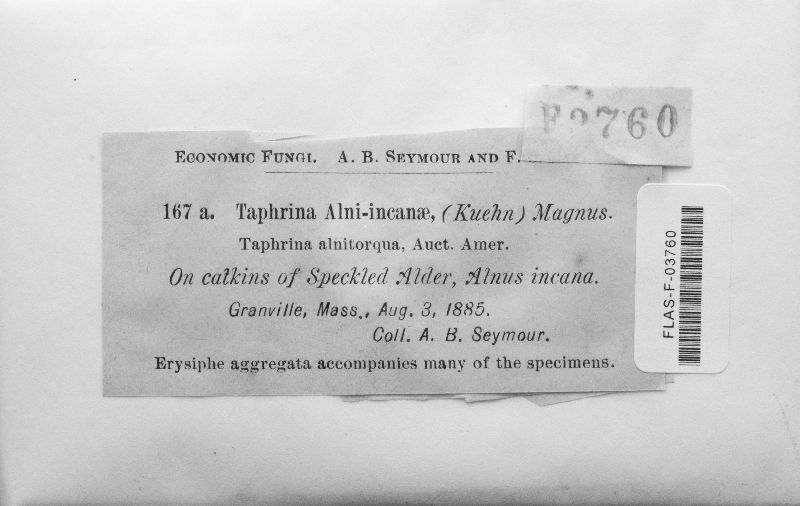 F3760
ECONOMIC FUNGI. A. B. SEYMOUR AND F.
167 a. Taphrina Alni-incanæ, (Kuehn) Magnus.
Taphrina alnitorqua, Auct. Amer.
On catkins of Speckled Alder, Alnus incana.
Granville, Mass., Aug. 3, 1885.
Coll. A. B. Seymour.
Erysiphe aggregata accompanies many of the specimens.
FLAS-F-03760